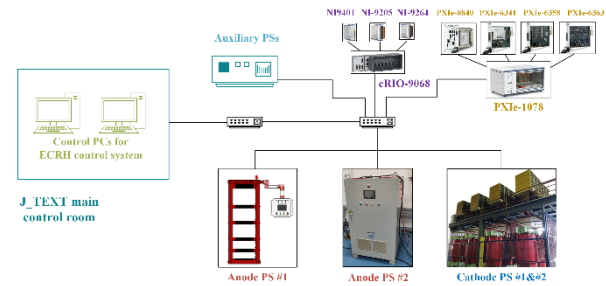 NI9401 NI-9205 NI-9264
PXIe-8840 PXIe-6341 PXIe-6358 PXIe-6363
Auxiliary PSs
cRIO-9068
PXIe-1078
Control PCs for
ECRH control system
J_TEXT main
control room
Anode PS #1
Anode PS #2
Cathode PS #1&#2